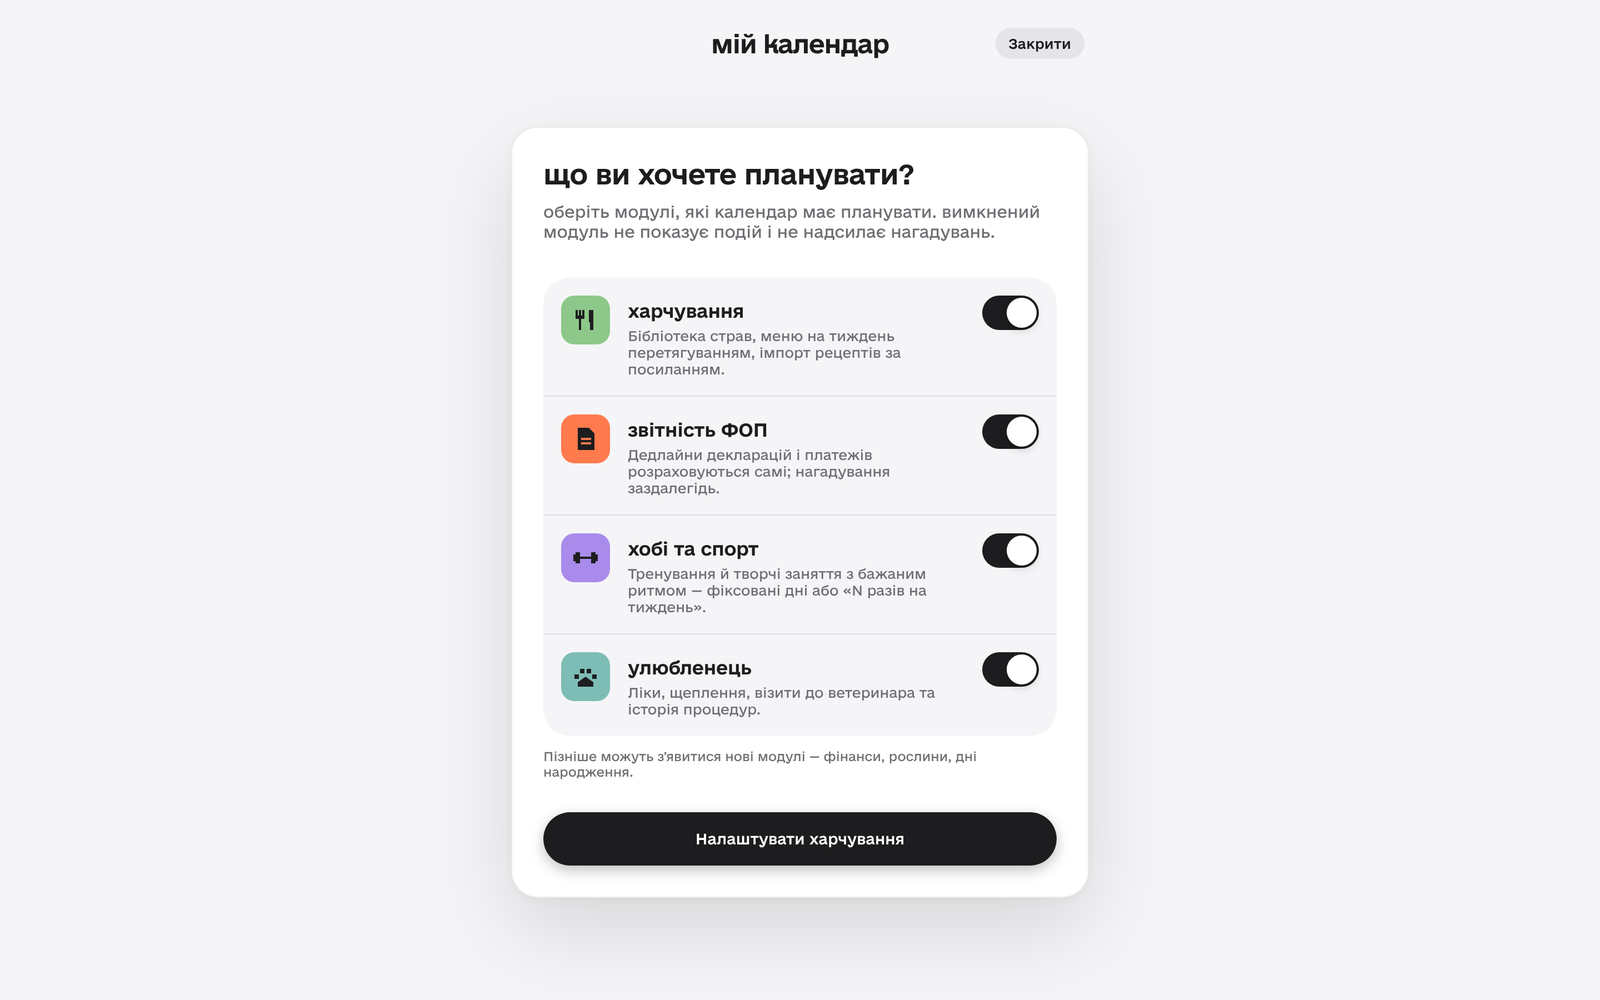 мій календар
Закрити
що ви хочете планувати?
оберіть модулі, які календар має планувати. вимкнений
модуль не показує подій і не надсилає нагадувань.
харчування
Бібліотека страв, меню на тиждень
перетягуванням, імпорт рецептів за
посиланням.
звітність ФОП
Дедлайни декларацій і платежів
розраховуються самі; нагадування
заздалегідь.
хобі та спорт
Тренування й творчі заняття з бажаним
ритмом — фіксовані дні або «N разів на
тиждень».
улюбленець
Ліки, щеплення, візити до ветеринара та
історія процедур.
Пізніше можуть зʼявитися нові модулі — фінанси, рослини, дні
народження.
Налаштувати харчування